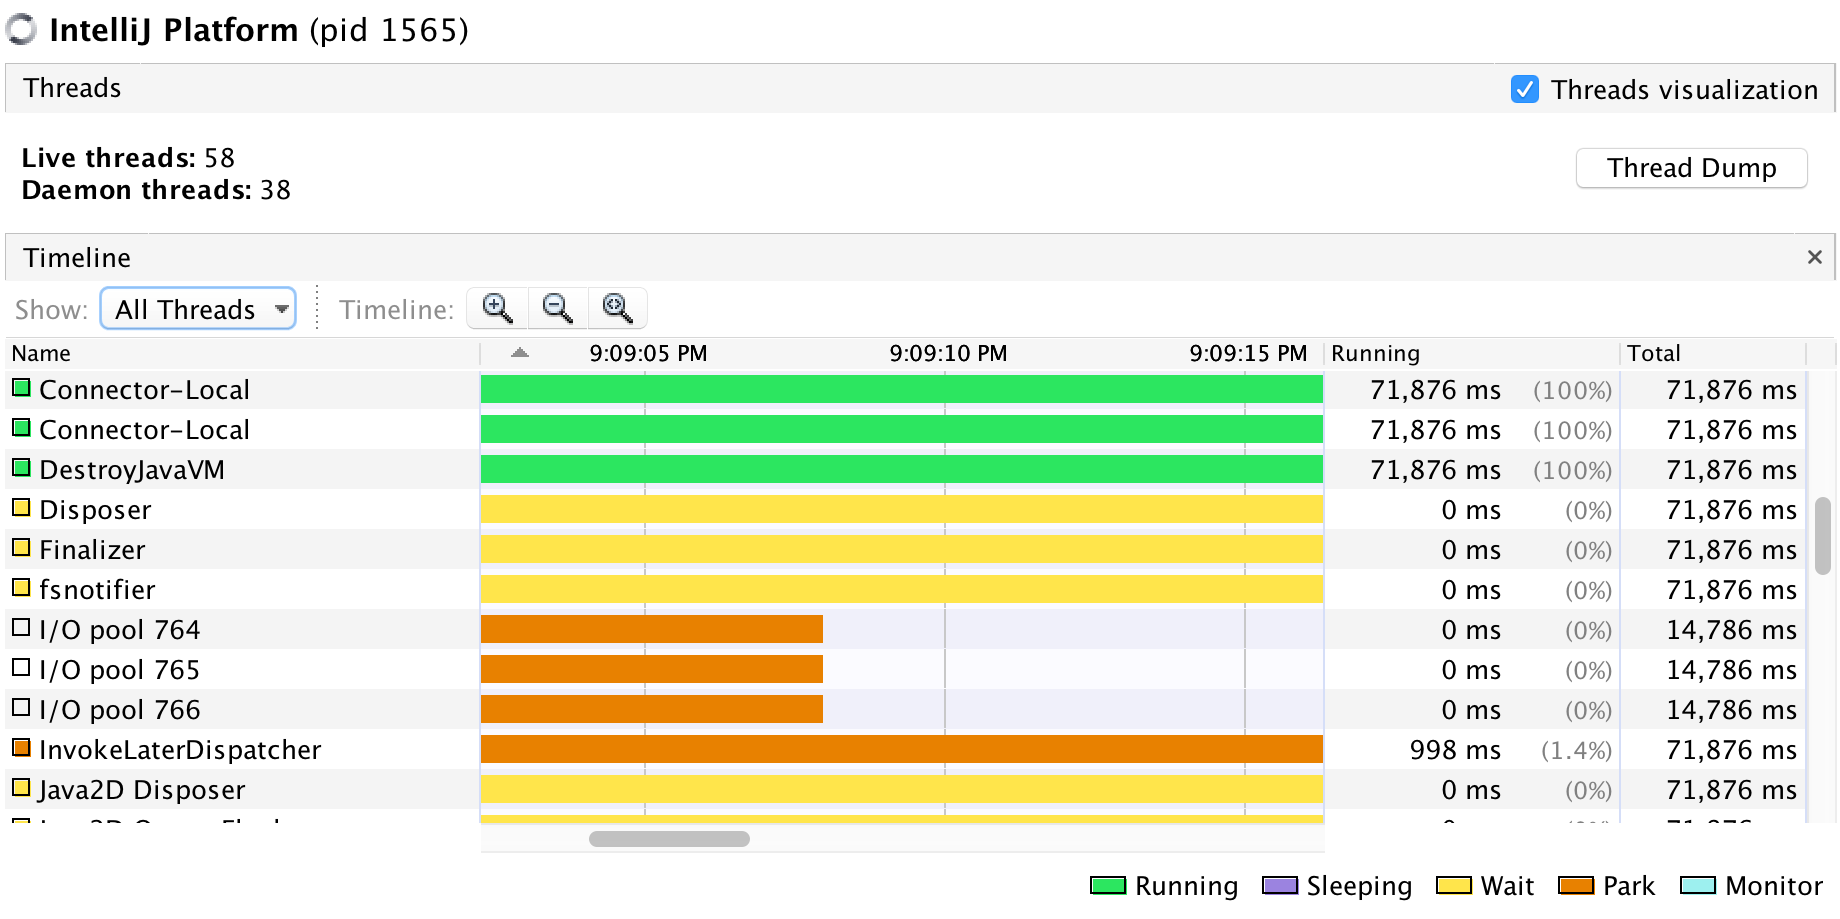 IntelliJ Platform (pid 1565)
Threads
Threads visualization
Live threads: 58
Daemon threads: 38
Thread Dump
Timeline
Show: All Threads Timeline:
Name 9:09:05 PM 9:09:10 PM 9:09:15 PM Running Total
Connector-Local 71,876 ms (100%) 71,876 ms
Connector-Local 71,876 ms (100%) 71,876 ms
DestroyJavaVM 71,876 ms (100%) 71,876 ms
Disposer 0 ms (0%) 71,876 ms
Finalizer 0 ms (0%) 71,876 ms
fsnotifier 0 ms (0%) 71,876 ms
I/O pool 764 0 ms (0%) 14,786 ms
I/O pool 765 0 ms (0%) 14,786 ms
I/O pool 766 0 ms (0%) 14,786 ms
InvokeLaterDispatcher 998 ms (1.4%) 71,876 ms
Java2D Disposer 0 ms (0%) 71,876 ms
Running Sleeping Wait Park Monitor